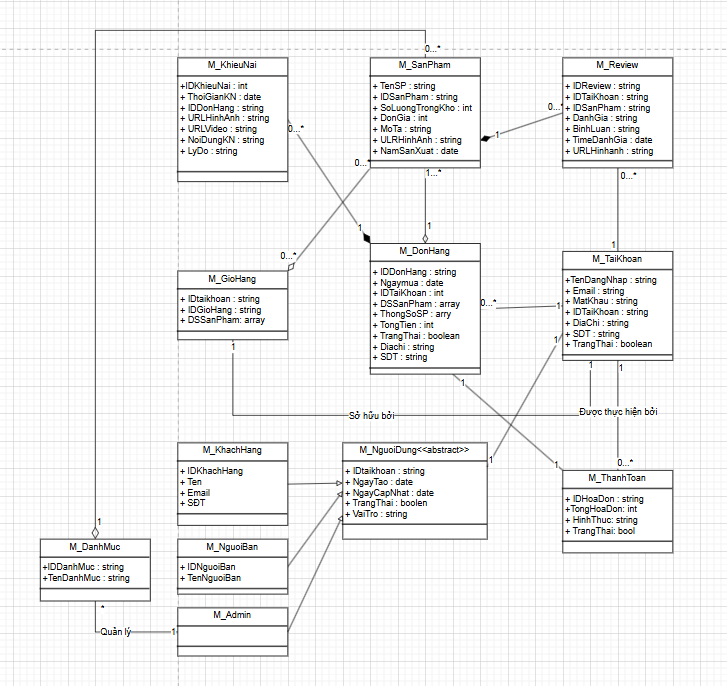 0...*
M_KhieuNai
+IDKhieuNai : int
+ ThoiGianKN : date
+ IDDonHang : string
+ URLHinhAnh : string
+ URLVideo : string
+ NoiDungKN : string
+ LyDo : string
M_SanPham
+ TenSP : string
+ IDSanPham : string
+ SoLuongTrongKho : int
+ DonGia : int
+ MoTa : string
+ ULRHinhAnh : string
+ NamSanXuat : date
M_Review
+ IDReview : string
+ IDTaiKhoan : string
+ IDSanPham : string
+ DanhGia : string
+ BinhLuan : string
+ TimeDanhGia : date
+ URLHinhanh : string
0...*
1
0...*
0...*
1...*
0...*
1
1
1
0...*
M_GioHang
+ IDtaikhoan : string
+ IDGioHang : string
+ DSSanPham: array
1
M_DonHang
+ IDDonHang : string
+ Ngaymua : date
+ IDTaiKhoan : int
+ DSSanPham : array
+ ThongSoSP : arry
+ TongTien : int
+ TrangThai : boolean
+ Diachi : string
+ SDT : string
0...*
1
1
1
M_TaiKhoan
+TenDangNhap : string
+ Email : string
+ MatKhau : string
+ IDTaiKhoan : string
+ DiaChi : string
+ SDT : string
+ TrangThai : boolean
1
1
Sở hữu bởi
Được thực hiện bởi
M_KhachHang
+ IDKhachHang
+ Ten
+ Email
+ SĐT
M_NguoiDung<<abstract>>
+ IDtaikhoan : string
+ NgayTao : date
+ NgayCapNhat : date
+ TrangThai : boolen
+ VaiTro : string
1
1
0...*
M_ThanhToan
+ IDHoaDon : string
+TongHoaDon: int
+ HinhThuc: string
+ TrangThai: bool
1
M_DanhMuc
+IDDanhMuc : string
+TenDanhMuc : string
M_NguoiBan
+ IDNguoiBan
+ TenNguoiBan
*
M_Admin
Quản lý
1